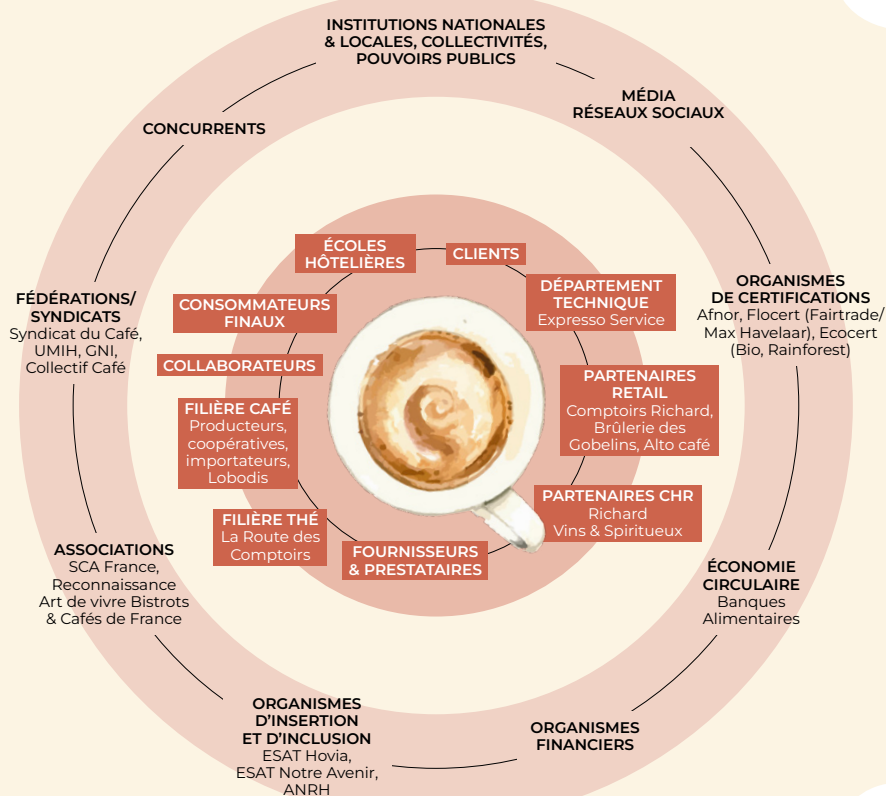 INSTITUTIONS NATIONALES
& LOCALES, COLLECTIVITÉS,
POUVOIRS PUBLICS
MÉDIA
RÉSEAUX SOCIAUX
CONCURRENTS
ÉCOLES
HÔTELIÈRES
CLIENTS
DÉPARTEMENT
TECHNIQUE
Expresso Service
ORGANISMES
DE CERTIFICATIONS
Afnor, Flocert (Fairtrade/
Max Havelaar), Ecocert
(Bio, Rainforest)
FÉDÉRATIONS/
SYNDICATS
Syndicat du Café,
UMIH, GNI,
Collectif Café
CONSOMMATEURS
FINAUX
COLLABORATEURS
FILIÈRE CAFÉ
Producteurs,
coopératives,
importateurs,
Lobodis
PARTENAIRES
RETAIL
Comptoirs Richard,
Brûlerie des
Gobelins, Alto café
PARTENAIRES CHR
Richard
Vins & Spiritueux
FILIÈRE THÉ
La Route des
Comptoirs
FOURNISSEURS
& PRESTATAIRES
ASSOCIATIONS
SCA France,
Reconnaissance
Art de vivre Bistrots
& Cafés de France
ÉCONOMIE
CIRCULAIRE
Banques
Alimentaires
ORGANISMES
D'INSERTION
ET D'INCLUSION
ESAT Hovia,
ESAT Notre Avenir,
ANRH
ORGANISMES
FINANCIERS